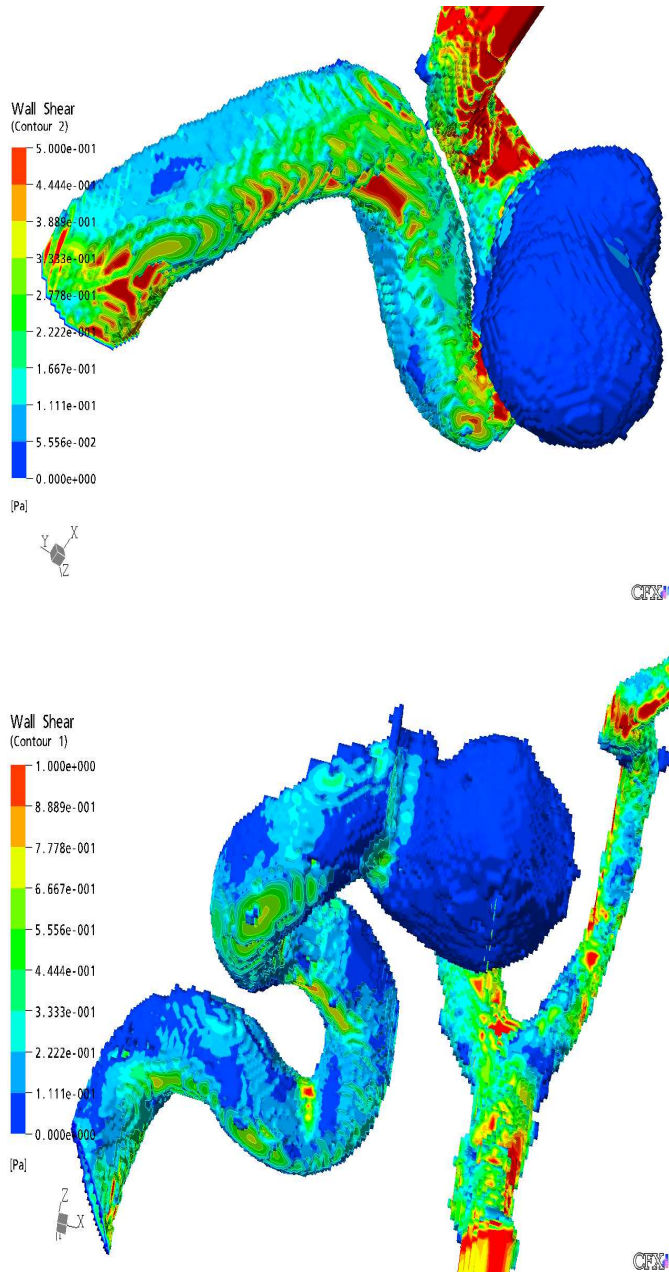 Wall Shear
(Contour 2)
5.000e-001
4.444e-001
3.889e-001
3.333e-001
2.778e-001
2.222e-001
1.667e-001
1.111e-001
5.556e-002
0.000e+000
[Pa]
Y X
Z
CFX
Wall Shear
(Contour 1)
1.000e+000
8.889e-001
7.778e-001
6.667e-001
5.556e-001
4.444e-001
3.333e-001
2.222e-001
1.111e-001
0.000e+000
[Pa]
Z
X
CFX